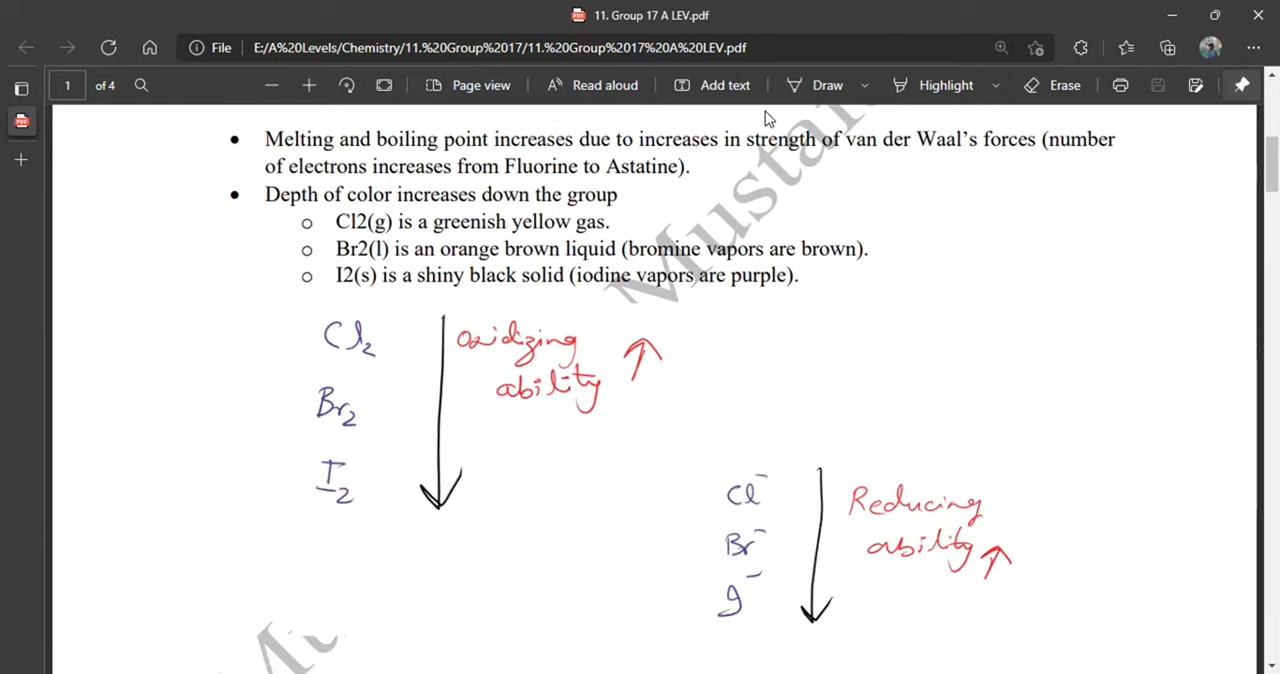 11. Group 17 A LEV.pdf
File E:/A%20Levels/Chemistry/11.%20Group%2017/11.%20Group%2017%20A%20LEV.pdf
1 of 4 Page view Read aloud Add text Draw Highlight Erase
• Melting and boiling point increases due to increases in strength of van der Waal's forces (number
of electrons increases from Fluorine to Astatine).
• Depth of color increases down the group
o Cl2(g) is a greenish yellow gas.
o Br2(l) is an orange brown liquid (bromine vapors are brown).
o I2(s) is a shiny black solid (iodine vapors are purple).
Cl₂ Oxidizing
ability ↑
Br₂
I₂
Cl⁻ Reducing
Br⁻ ability ↑
I⁻